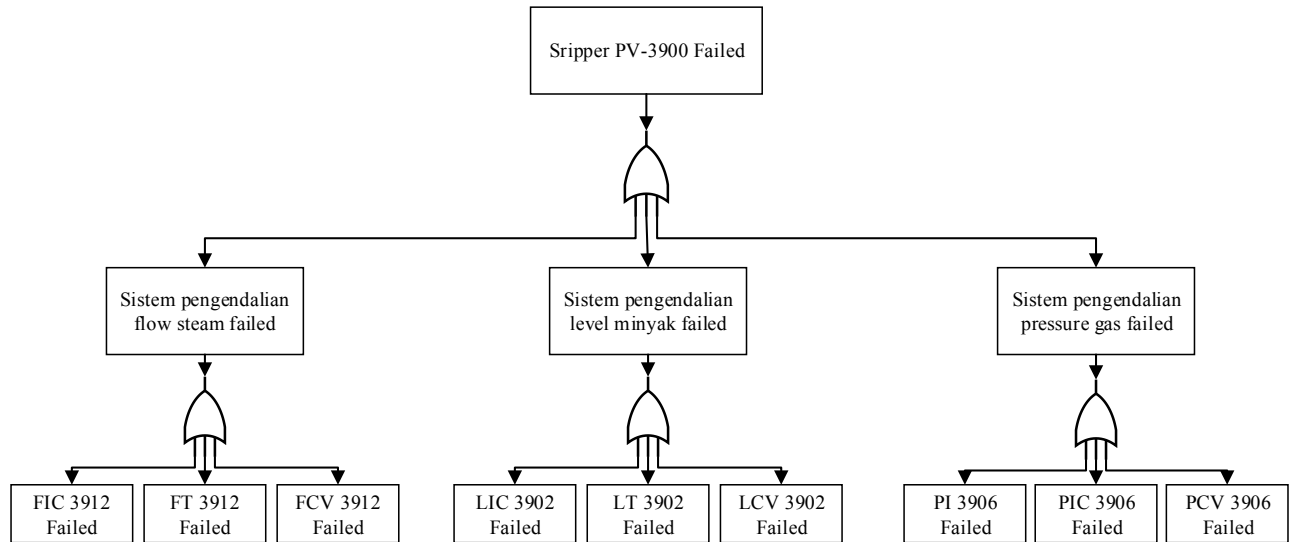 Sripper PV-3900 Failed
Sistem pengendalian
flow steam failed
Sistem pengendalian
level minyak failed
Sistem pengendalian
pressure gas failed
FIC 3912
Failed
FT 3912
Failed
FCV 3912
Failed
LIC 3902
Failed
LT 3902
Failed
LCV 3902
Failed
PI 3906
Failed
PIC 3906
Failed
PCV 3906
Failed